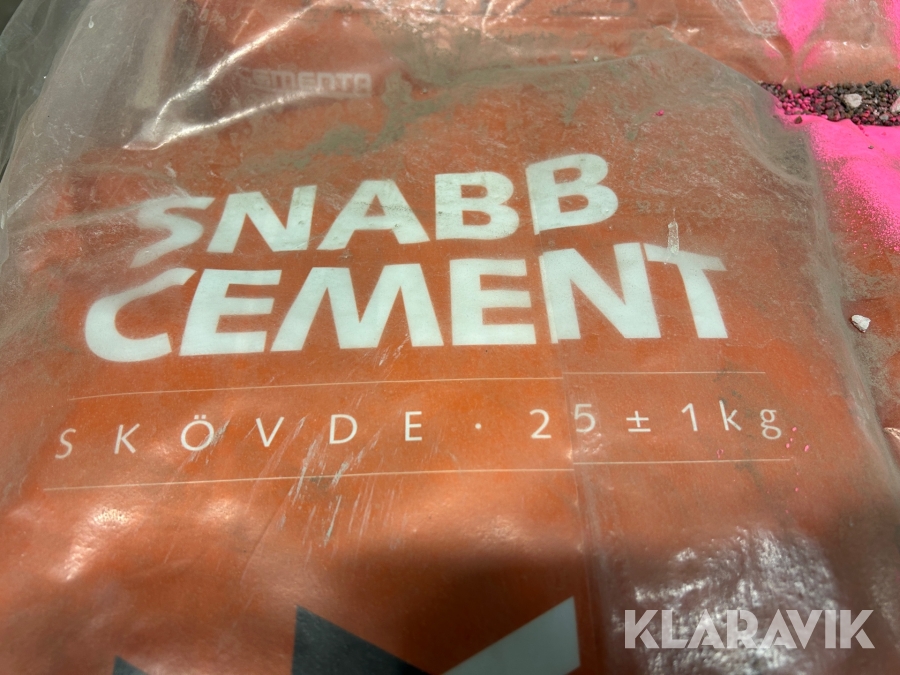 CEMENTA
SNABB
CEMENT
SKÖVDE · 25 ± 1kg
KLARAVIK